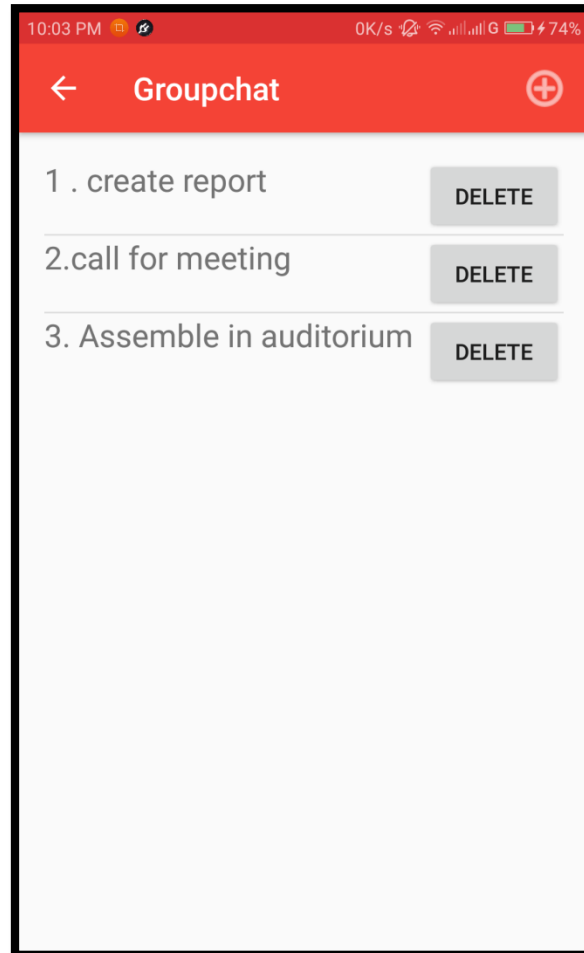 10:03 PM 0K/s G 74%
Groupchat
1 . create report DELETE
2.call for meeting DELETE
3. Assemble in auditorium DELETE